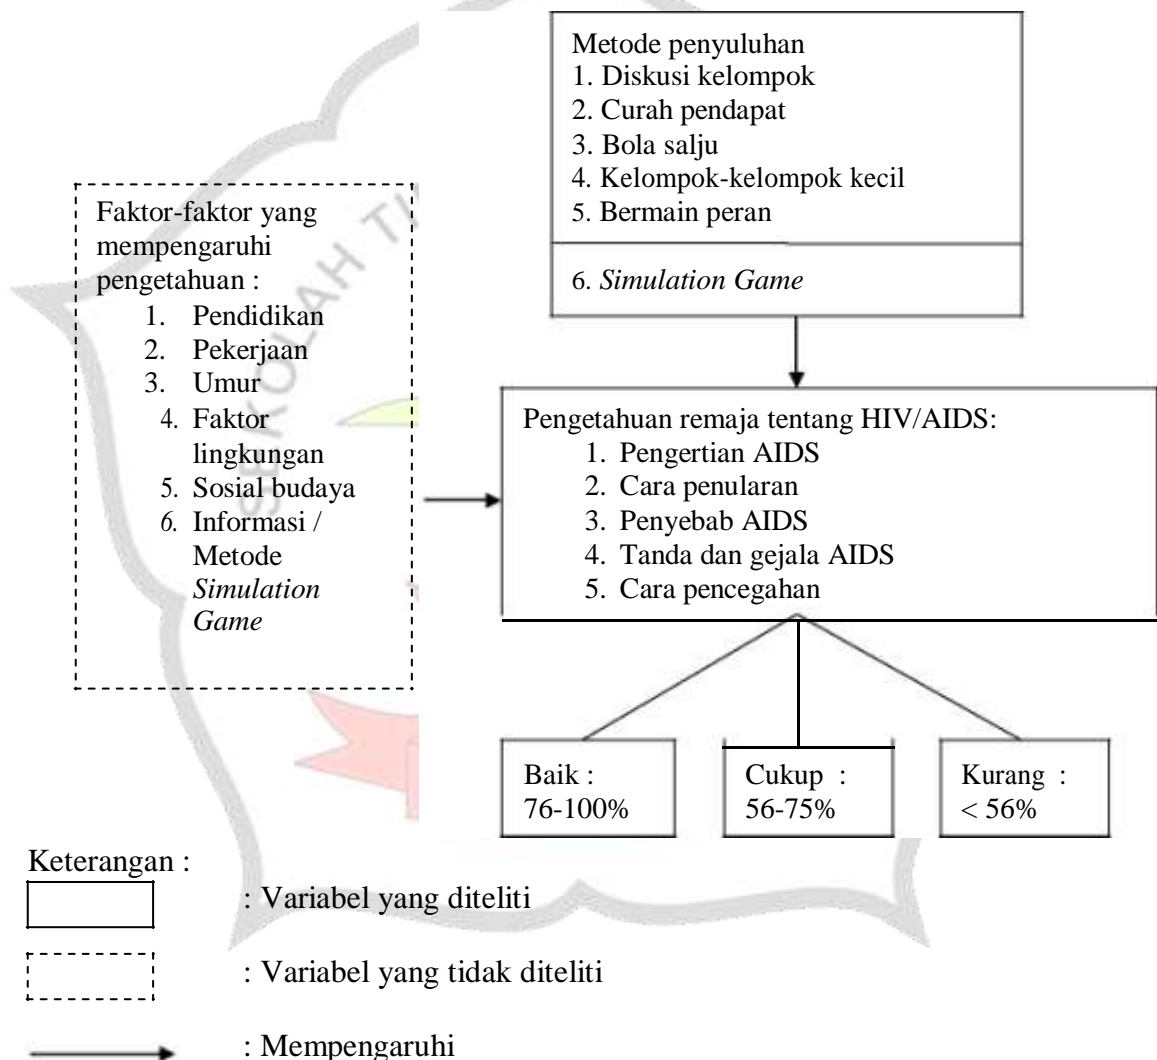 Metode penyuluhan
1. Diskusi kelompok
2. Curah pendapat
3. Bola salju
4. Kelompok-kelompok kecil
5. Bermain peran
6. Simulation Game
Faktor-faktor yang
mempengaruhi
pengetahuan :
1. Pendidikan
2. Pekerjaan
3. Umur
4. Faktor
lingkungan
5. Sosial budaya
6. Informasi /
Metode
Simulation
Game
SEKOLAH TI
Pengetahuan remaja tentang HIV/AIDS:
1. Pengertian AIDS
2. Cara penularan
3. Penyebab AIDS
4. Tanda dan gejala AIDS
5. Cara pencegahan
Baik :
76-100%
Cukup :
56-75%
Kurang :
< 56%
Keterangan :
: Variabel yang diteliti
: Variabel yang tidak diteliti
: Mempengaruhi